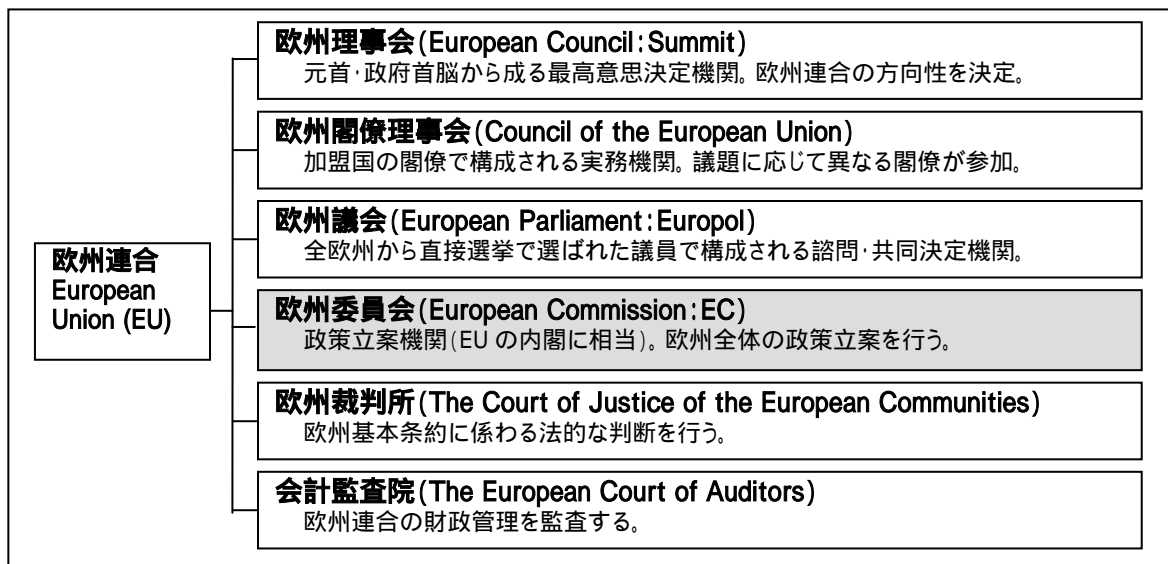 欧州理事会(European Council:Summit)
元首・政府首脳から成る最高意思決定機関。欧州連合の方向性を決定。
欧州閣僚理事会(Council of the European Union)
加盟国の閣僚で構成される実務機関。議題に応じて異なる閣僚が参加。
欧州議会(European Parliament:Europol)
全欧州から直接選挙で選ばれた議員で構成される諮問・共同決定機関。
欧州連合
European
Union (EU)
欧州委員会(European Commission:EC)
政策立案機関(EU の内閣に相当)。欧州全体の政策立案を行う。
欧州裁判所(The Court of Justice of the European Communities)
欧州基本条約に係わる法的な判断を行う。
会計監査院(The European Court of Auditors)
欧州連合の財政管理を監査する。